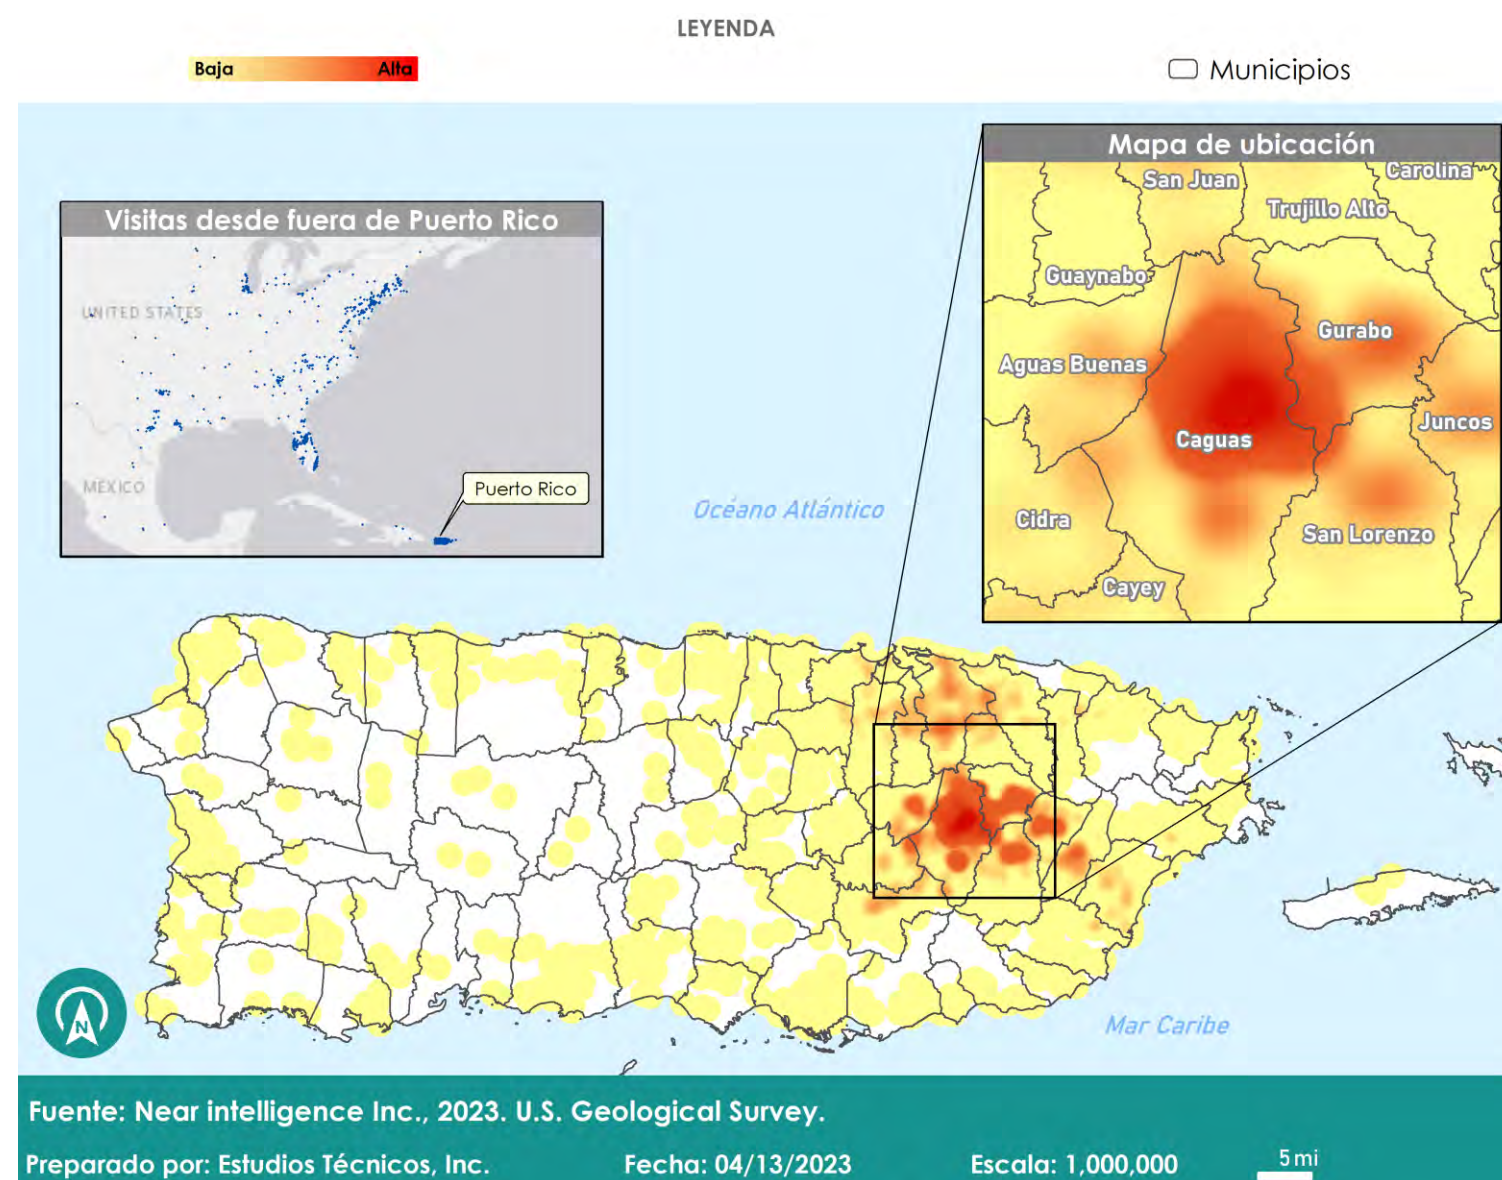 LEYENDA
Baja
Alta
Municipios
Mapa de ubicación
San Juan
Carolina
Trujillo Alto
Guaynabo
Gurabo
Aguas Buenas
Juncos
Caguas
Cidra
San Lorenzo
Cayey
Visitas desde fuera de Puerto Rico
UNITED STATES
MÉXICO
Puerto Rico
Océano Atlántico
Mar Caribe
N
Fuente: Near intelligence Inc., 2023. U.S. Geological Survey.
Preparado por: Estudios Técnicos, Inc. Fecha: 04/13/2023 Escala: 1,000,000 5 mi